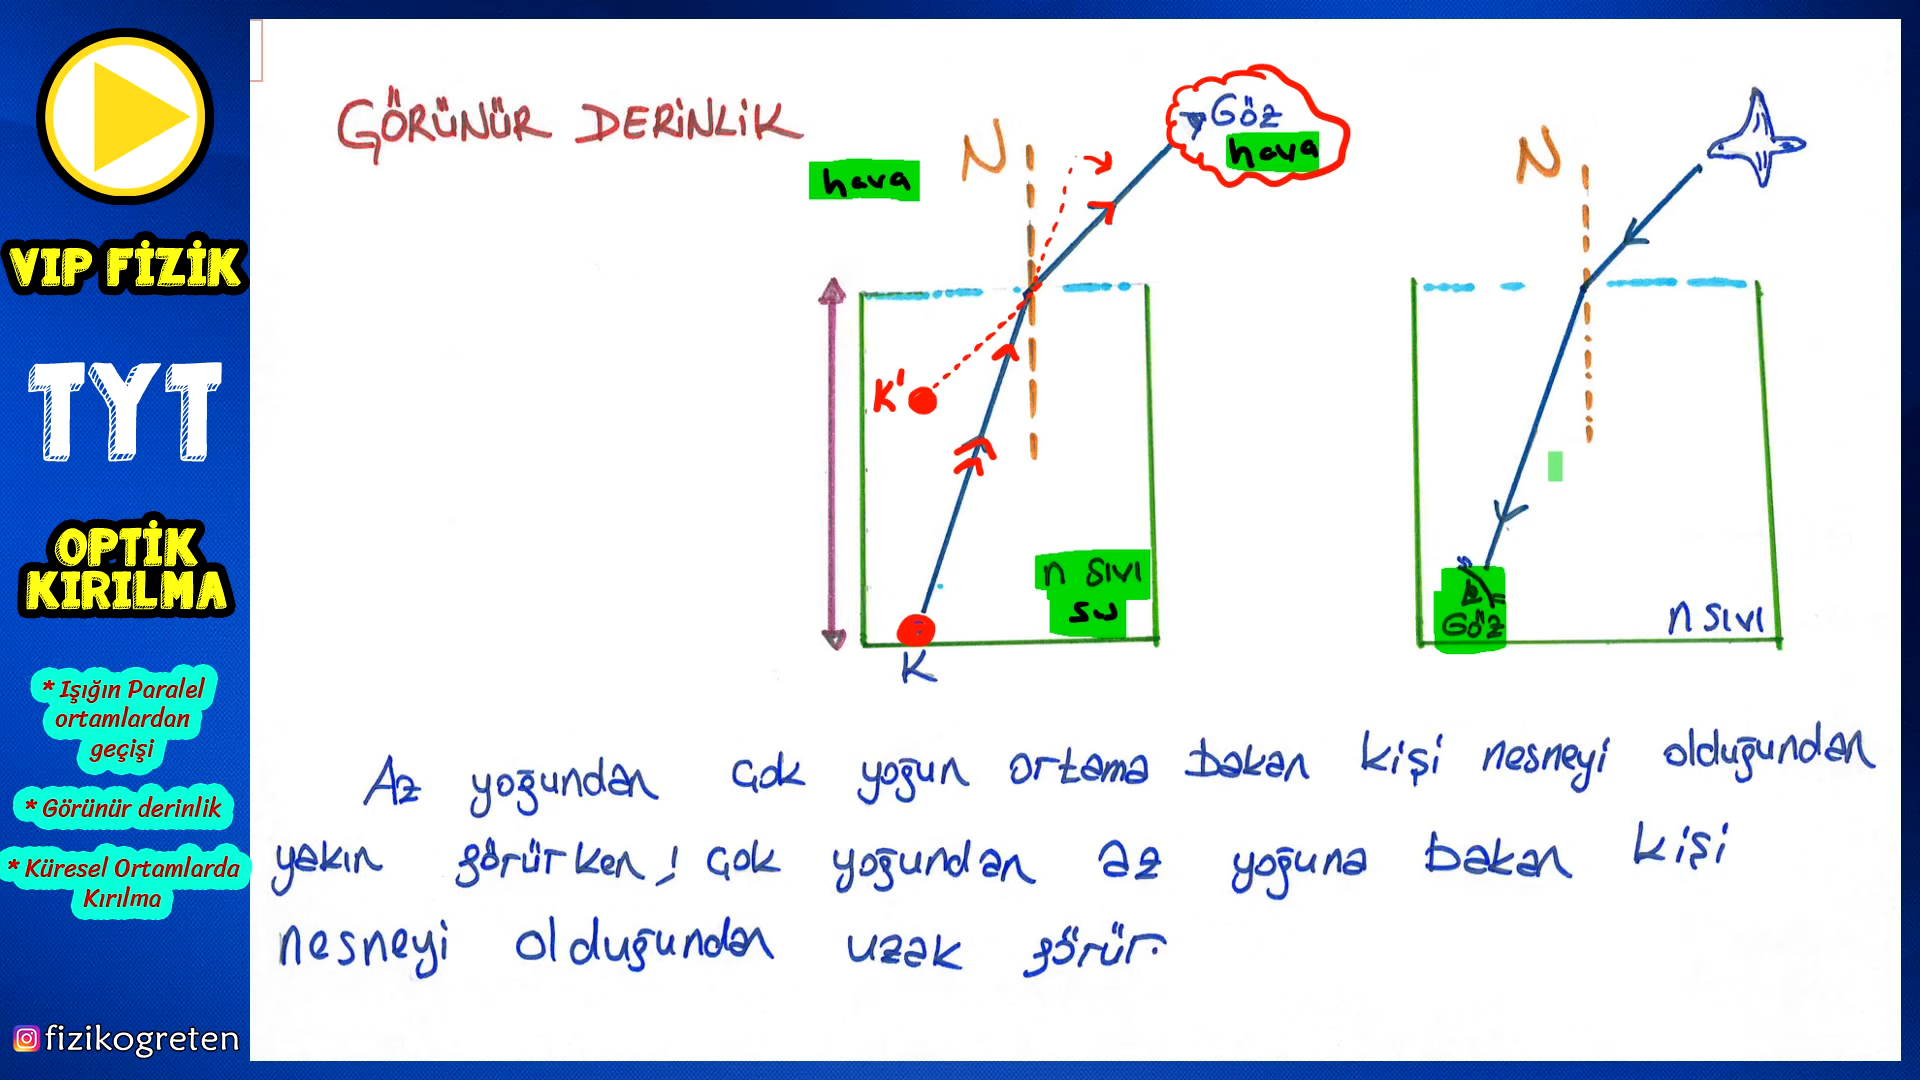 VIP FİZİK
TYT
OPTİK
KIRILMA
* Işığın Paralel
ortamlardan
geçişi
* Görünür derinlik
* Küresel Ortamlarda
Kırılma
fizikogreten
GÖRÜNÜR DERİNLİK
hava
N
Göz
hava
K'
n sıvı
su
K
N
Göz
n sıvı
Az yoğundan çok yoğun ortama bakan kişi nesneyi olduğundan
yakın görürken; çok yoğundan az yoğuna bakan kişi
nesneyi olduğundan uzak görür.